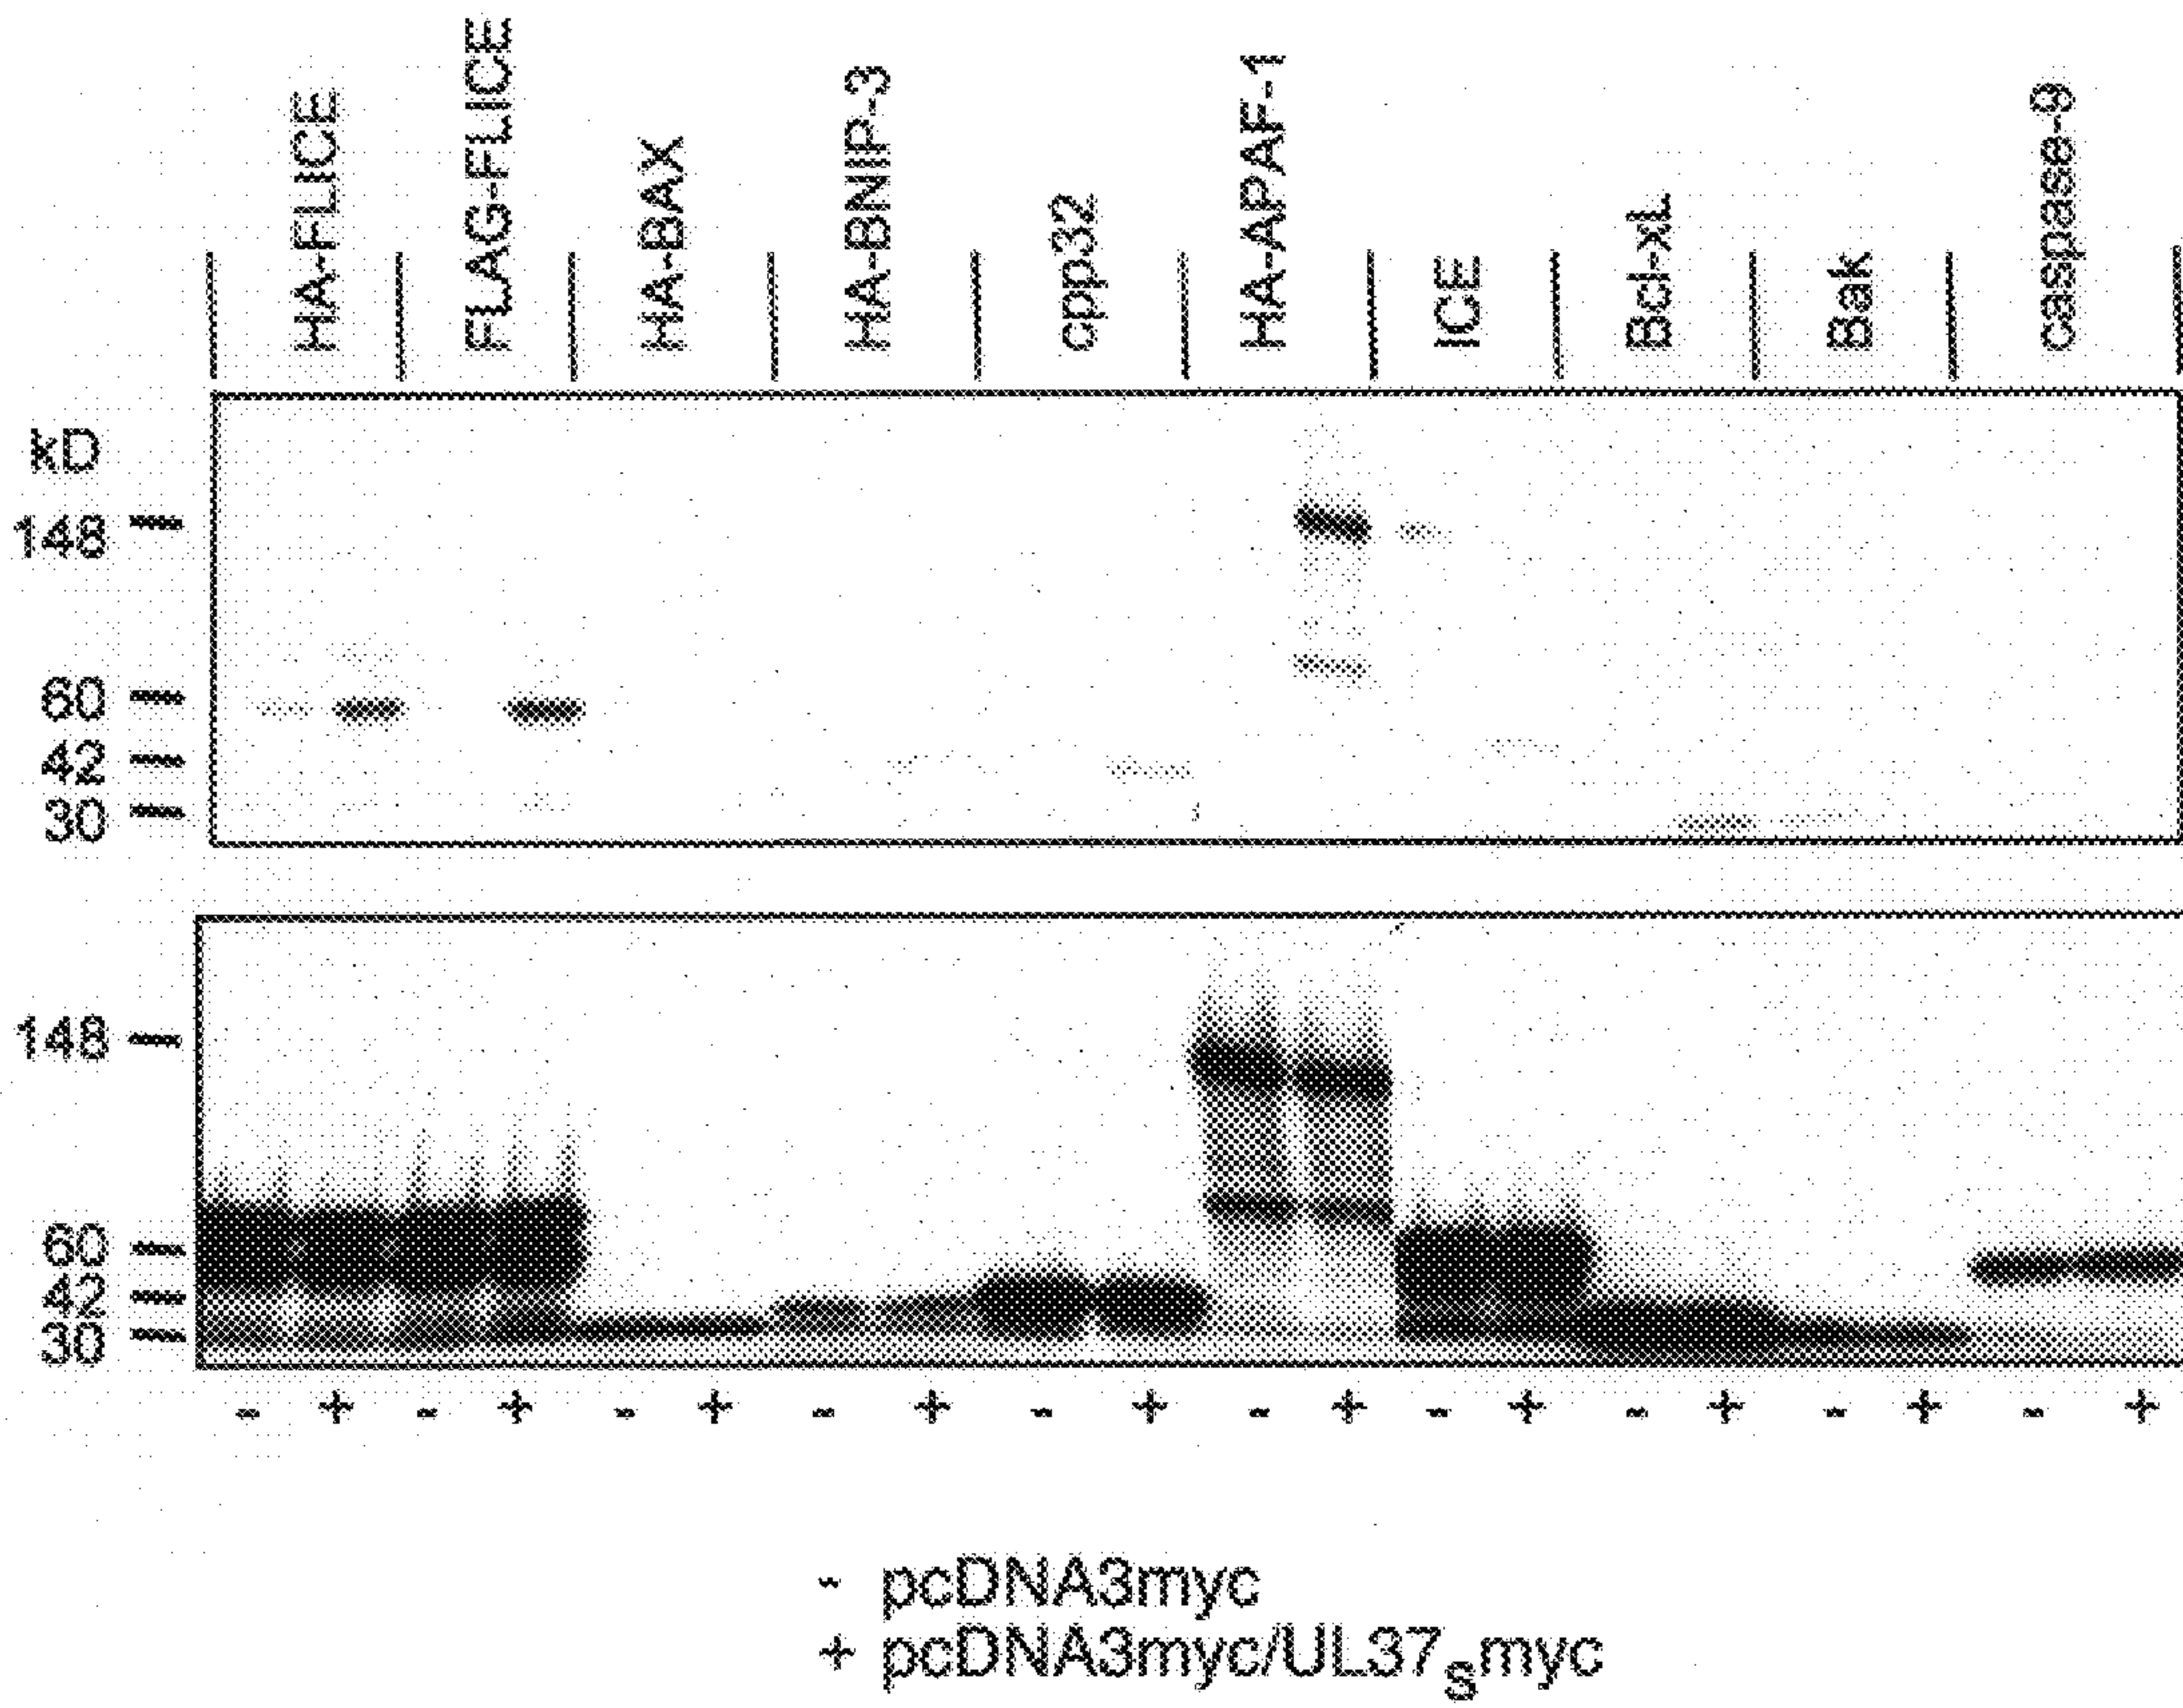 HA-FLICE
FLAG-FLICE
HA-BAX
HA-BNIP-3
cpp32
HA-APAF-1
ICE
Bcl-xL
Bak
caspase-9
kD
148
60
42
30
148
60
42
30
- + - + - + - + - + - + - + - + - + - +
- pcDNA3myc
+ pcDNA3myc/UL37Smyc